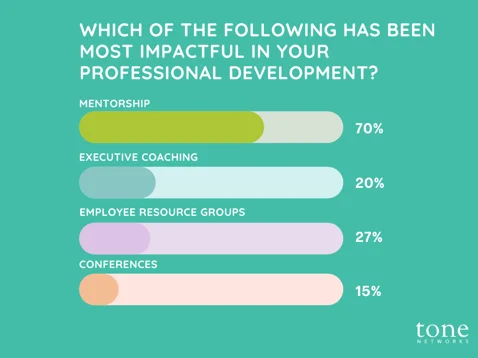 WHICH OF THE FOLLOWING HAS BEEN
MOST IMPACTFUL IN YOUR
PROFESSIONAL DEVELOPMENT?
MENTORSHIP
70%
EXECUTIVE COACHING
20%
EMPLOYEE RESOURCE GROUPS
27%
CONFERENCES
15%
tone
NETWORKS